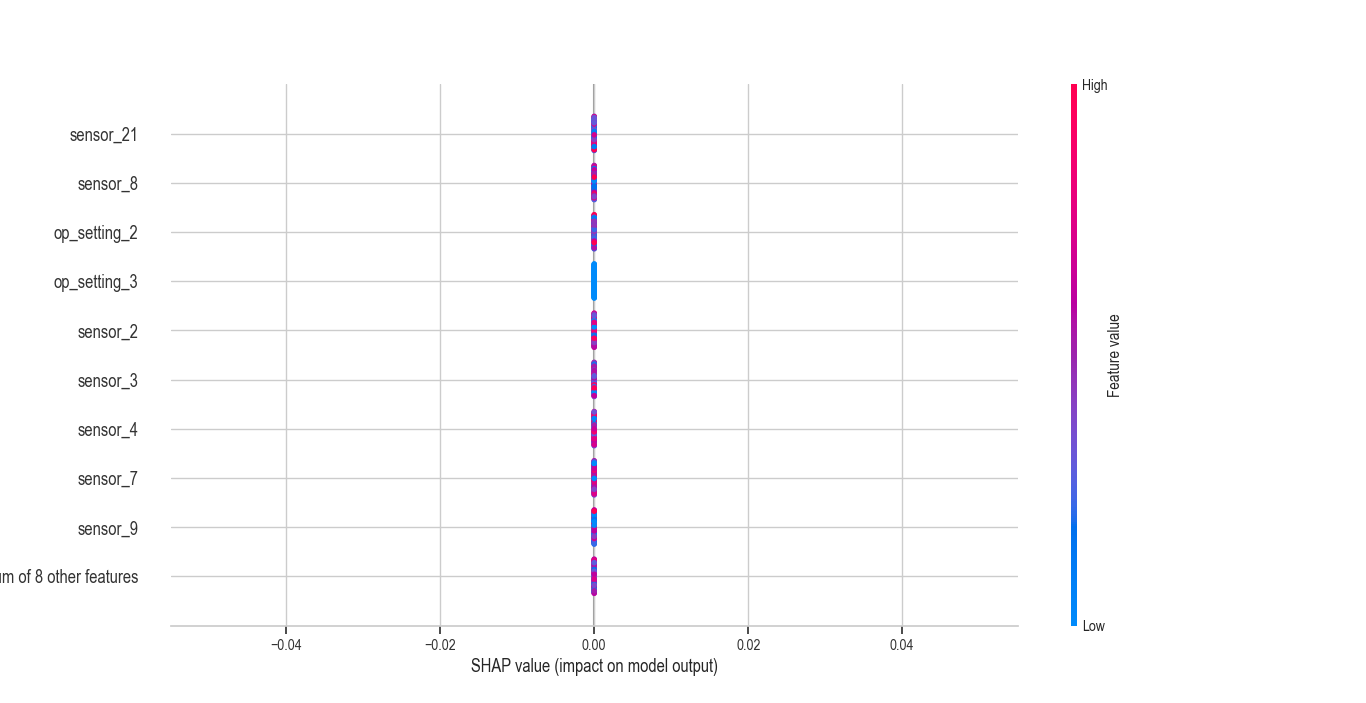 High
sensor_21
sensor_8
op_setting_2
op_setting_3
sensor_2
Feature value
sensor_3
sensor_4
sensor_7
sensor_9
of 8 other features
Low
−0.04 −0.02 0.00 0.02 0.04
SHAP value (impact on model output)